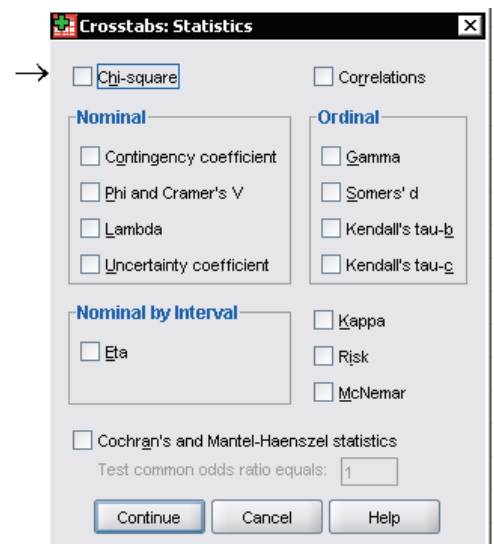 Crosstabs: Statistics
Chi-square Correlations
Nominal Ordinal
Contingency coefficient Gamma
Phi and Cramer's V Somers' d
Lambda Kendall's tau-b
Uncertainty coefficient Kendall's tau-c
Nominal by Interval Kappa
Eta Risk
McNemar
Cochran's and Mantel-Haenszel statistics
Test common odds ratio equals: 1
Continue Cancel Help